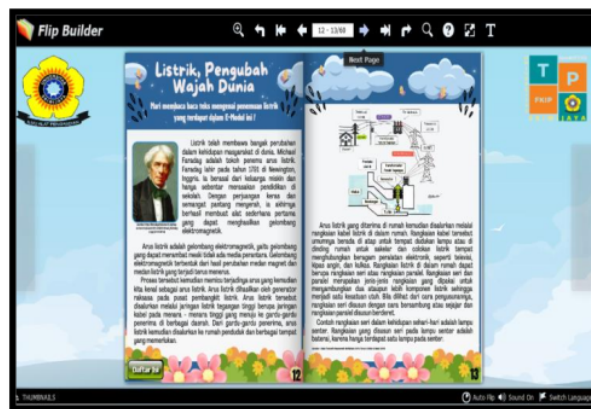 Flip Builder
12 - 13/60
Next Page
Listrik, Pengubah
Wajah Dunia
Mari membaca baca teks mengenai penemuan listrik
yang terdapat dalam E-Modul ini !
Listrik telah membawa banyak perubahan
dalam kehidupan masyarakat di dunia. Michael
Faraday adalah tokoh penemu arus listrik.
Faraday lahir pada tahun 1791 di Newington,
Inggris. Ia berasal dari keluarga miskin dan
hanya sebentar merasakan pendidikan di
sekolah. Dengan perjuangan keras dan
semangat pantang menyerah, ia akhirnya
berhasil membuat alat sederhana pertama
yang dapat menghasilkan gelombang
elektromagnetik.
Arus listrik adalah gelombang elektromagnetik, yaitu gelombang
yang dapat merambat meski tidak ada media perantara. Gelombang
elektromagnetik terbentuk dari hasil perubahan medan magnet dan
medan listrik yang terjadi terus menerus.
Proses tersebut kemudian memicu terjadinya arus yang kemudian
kita kenal sebagai arus listrik. Arus listrik dihasilkan oleh generator
raksasa pada pusat pembangkit listrik. Arus listrik tersebut
disalurkan melalui jaringan listrik tegangan tinggi berupa jaringan
kabel pada menara - menara tinggi yang menuju ke gardu-gardu
penerima di berbagai daerah. Dari gardu-gardu penerima, arus
listrik kemudian disalurkan ke rumah penduduk dan berbagai tempat
yang memerlukan.
Daftar Isi
12
Arus listrik yang diterima di rumah kemudian disalurkan melalui
rangkaian kabel listrik di dalam rumah. Rangkaian kabel tersebut
umumnya berada di atap untuk tempat dudukan lampu atau di
dinding rumah untuk sakelar dan colokan listrik tempat
menghubungkan beragam peralatan elektronik, seperti televisi,
kipas angin, dan kulkas. Rangkaian listrik di dalam rumah dapat
berupa rangkaian seri atau rangkaian paralel. Rangkaian seri dan
paralel merupakan jenis-jenis rangkaian yang dipakai untuk
menyambungkan dua ataupun lebih komponen listrik sehingga
menjadi satu kesatuan utuh. Bila dilihat dari cara penyusunannya,
rangkaian seri disusun dengan cara bersambung atau sejajar dan
rangkaian paralel disusun berderet.
Contoh rangkaian seri dalam kehidupan sehari-hari adalah lampu
senter. Rangkaian yang disusun seri pada lampu senter adalah
baterai, karena hanya terdapat satu lampu pada senter.
13
T
P
FKIP
THUMBNAILS
Auto Flip
Sound On
Switch Language